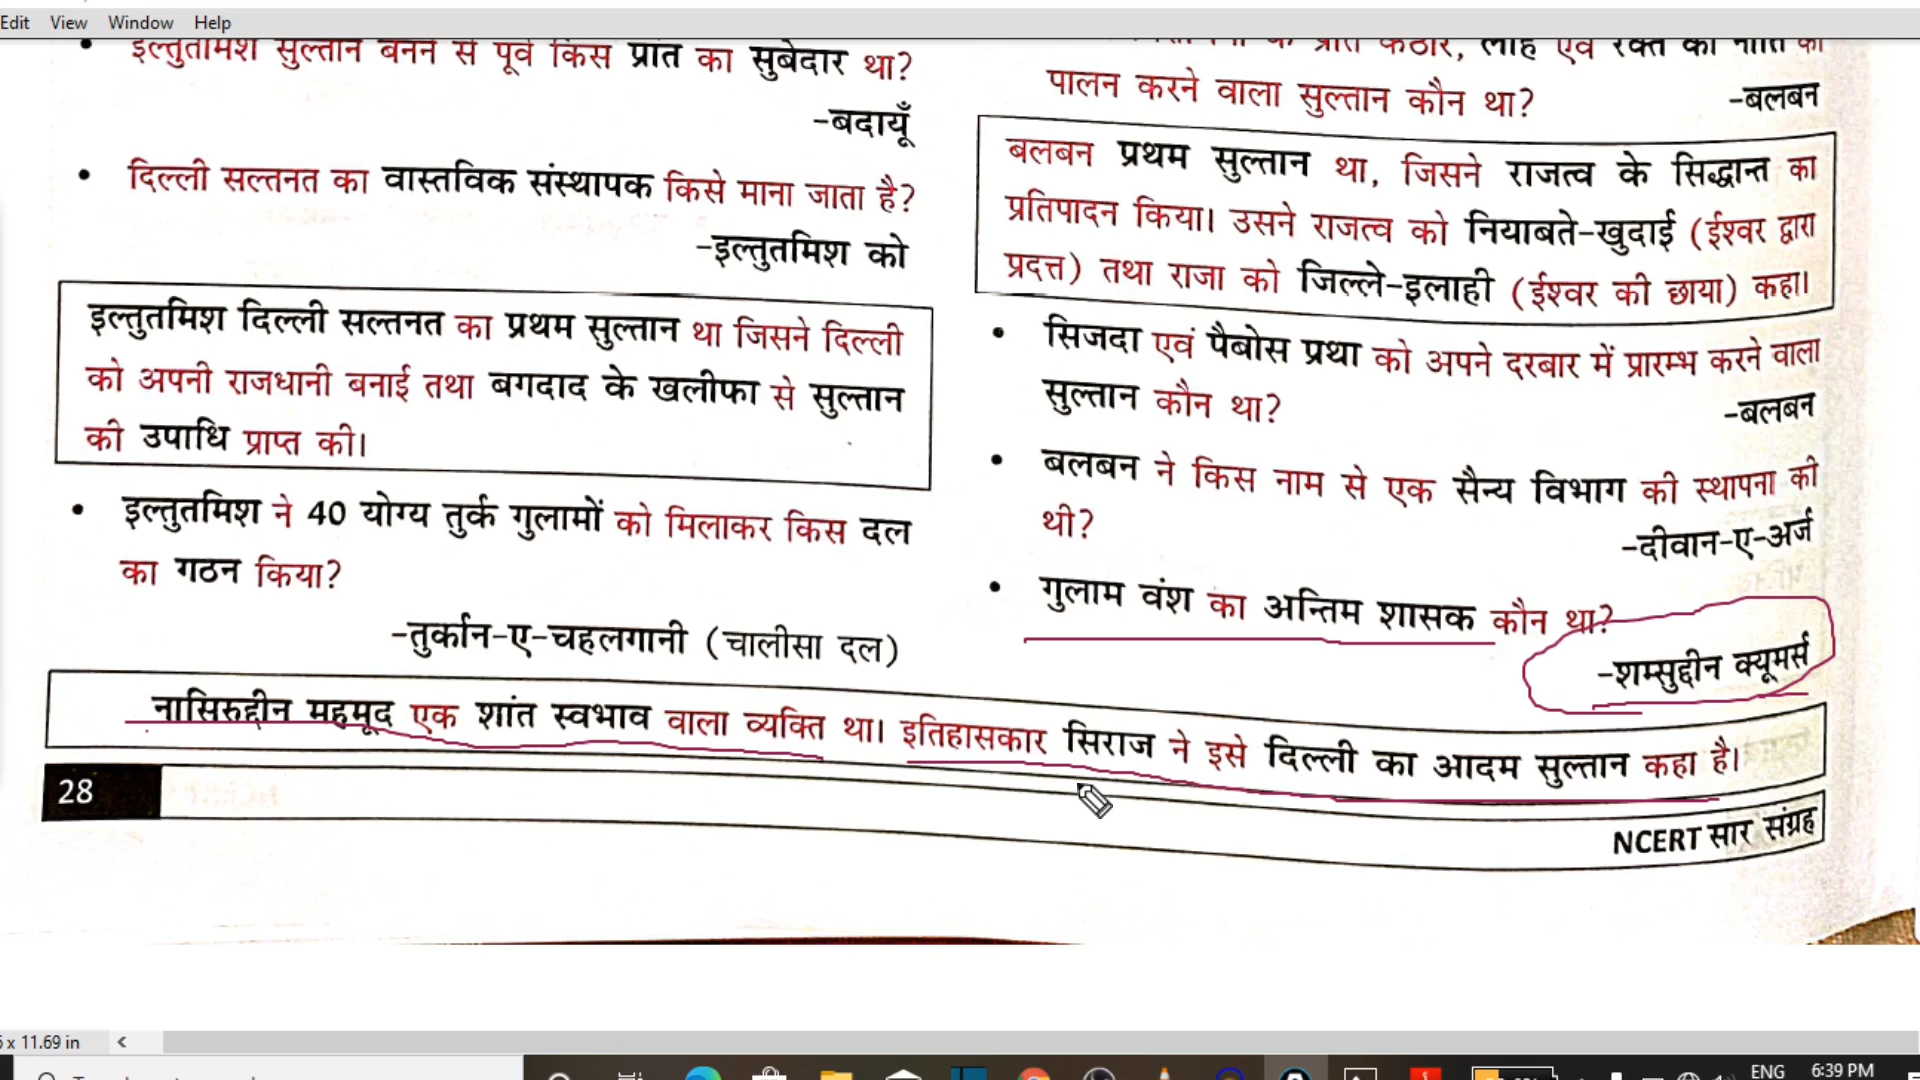 Edit View Window Help
इल्तुतमिश सुल्तान बनने से पूर्व किस प्रांत का सुबेदार था?
-बदायूँ
• दिल्ली सल्तनत का वास्तविक संस्थापक किसे माना जाता है?
-इल्तुतमिश को
इल्तुतमिश दिल्ली सल्तनत का प्रथम सुल्तान था जिसने दिल्ली
को अपनी राजधानी बनाई तथा बगदाद के खलीफा से सुल्तान
की उपाधि प्राप्त की।
• इल्तुतमिश ने 40 योग्य तुर्क गुलामों को मिलाकर किस दल
का गठन किया?
-तुर्कान-ए-चहलगानी (चालीसा दल)
के प्रति कठोर, लौह एवं रक्त की नीति का
पालन करने वाला सुल्तान कौन था?
-बलबन
बलबन प्रथम सुल्तान था, जिसने राजत्व के सिद्धान्त का
प्रतिपादन किया। उसने राजत्व को नियाबते-खुदाई (ईश्वर द्वारा
प्रदत्त) तथा राजा को जिल्ले-इलाही (ईश्वर की छाया) कहा।
• सिजदा एवं पैबोस प्रथा को अपने दरबार में प्रारम्भ करने वाला
सुल्तान कौन था?
-बलबन
• बलबन ने किस नाम से एक सैन्य विभाग की स्थापना की
थी?
-दीवान-ए-अर्ज
• गुलाम वंश का अन्तिम शासक कौन था?
-शम्सुद्दीन क्यूमर्स
नासिरुद्दीन महमूद एक शांत स्वभाव वाला व्यक्ति था। इतिहासकार सिराज ने इसे दिल्ली का आदम सुल्तान कहा है।
28
NCERT सार संग्रह
x 11.69 in
ENG 6:39 PM